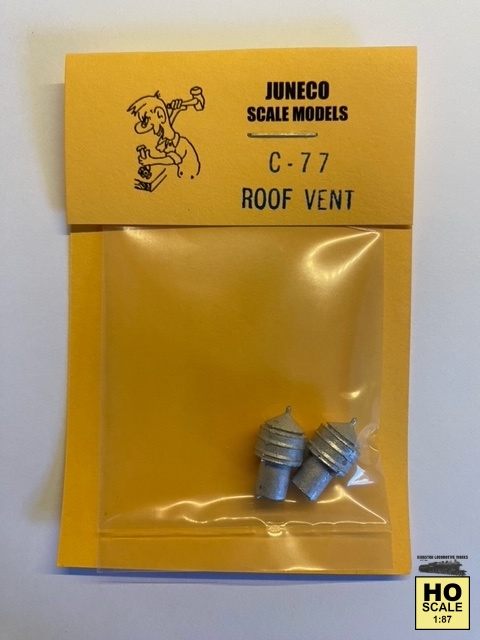 JUNECO
SCALE MODELS
C-77
ROOF VENT
HO
SCALE
1:87